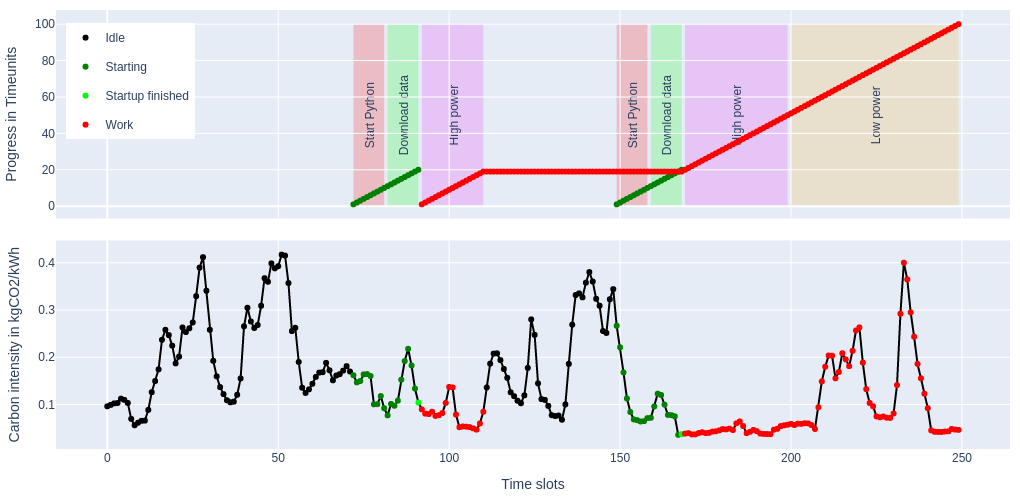 Progress in Timeunits
100
80
60
40
20
0
Idle
Starting
Startup finished
Work
Start Python
Download data
High power
Start Python
Download data
High power
Low power
Carbon intensity in kgCO2/kWh
0.4
0.3
0.2
0.1
0
50
100
150
200
250
Time slots